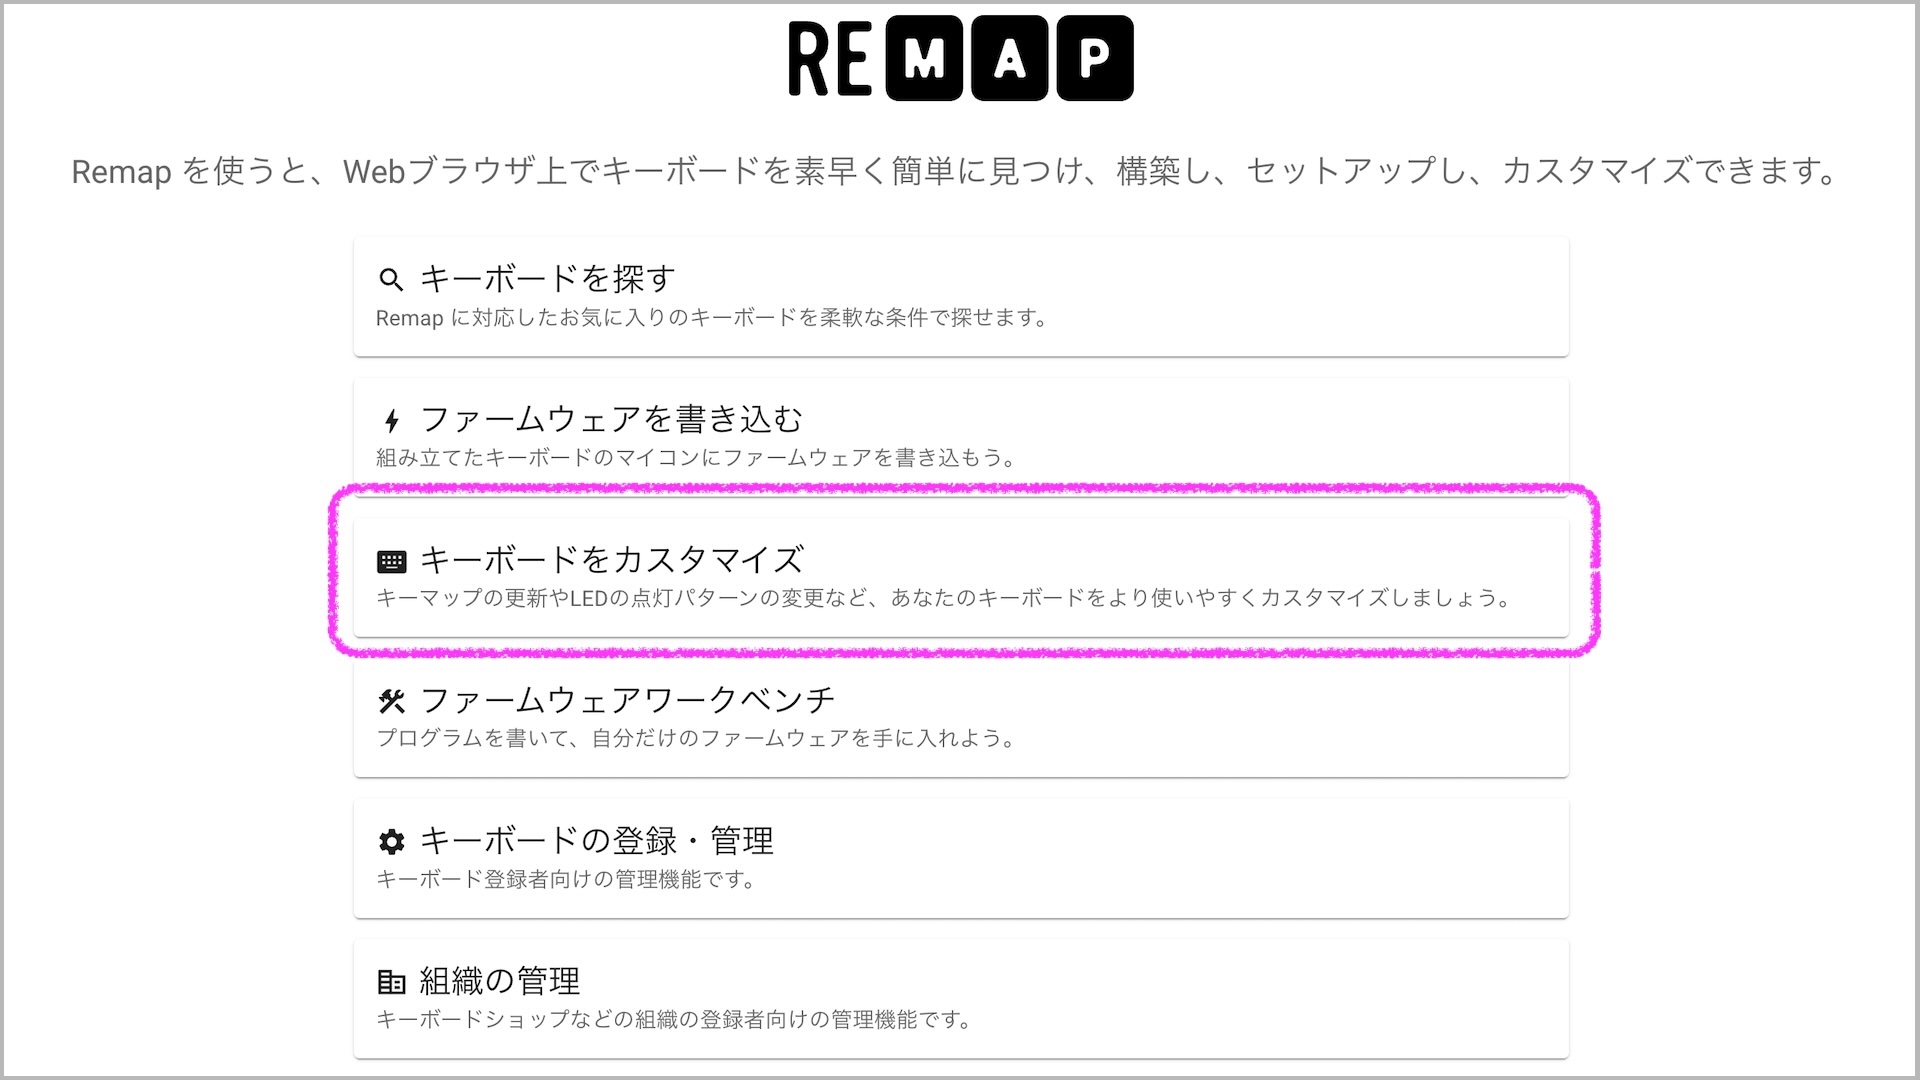 REMAP
Remap を使うと、Webブラウザ上でキーボードを素早く簡単に見つけ、構築し、セットアップし、カスタマイズできます。
キーボードを探す
Remap に対応したお気に入りのキーボードを柔軟な条件で探せます。
ファームウェアを書き込む
組み立てたキーボードのマイコンにファームウェアを書き込もう。
キーボードをカスタマイズ
キーマップの更新やLEDの点灯パターンの変更など、あなたのキーボードをより使いやすくカスタマイズしましょう。
ファームウェアワークベンチ
プログラムを書いて、自分だけのファームウェアを手に入れよう。
キーボードの登録・管理
キーボード登録者向けの管理機能です。
組織の管理
キーボードショップなどの組織の登録者向けの管理機能です。